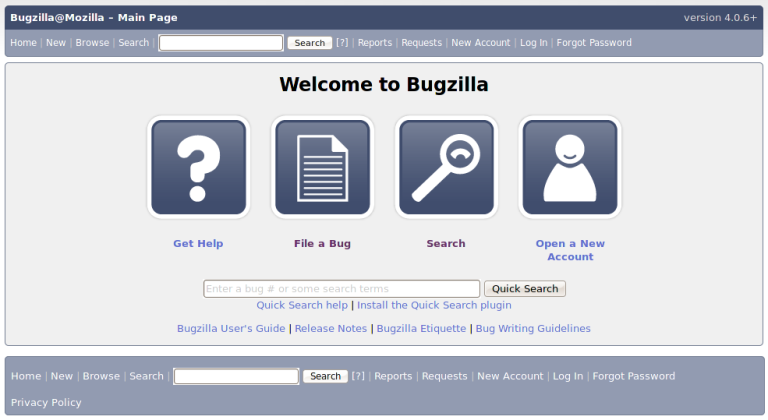 Bugzilla@Mozilla – Main Page version 4.0.6+
Home | New | Browse | Search | Search [?] | Reports | Requests | New Account | Log In | Forgot Password
Welcome to Bugzilla
Get Help File a Bug Search Open a New
Account
Enter a bug # or some search terms Quick Search
Quick Search help | Install the Quick Search plugin
Bugzilla User's Guide | Release Notes | Bugzilla Etiquette | Bug Writing Guidelines
Home | New | Browse | Search | Search [?] | Reports | Requests | New Account | Log In | Forgot Password
Privacy Policy